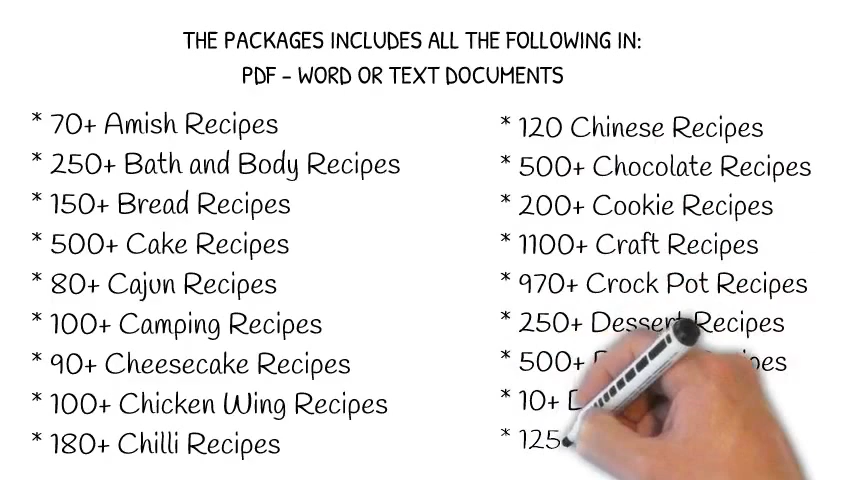 THE PACKAGES INCLUDES ALL THE FOLLOWING IN:
PDF - WORD OR TEXT DOCUMENTS
* 70+ Amish Recipes
* 250+ Bath and Body Recipes
* 150+ Bread Recipes
* 500+ Cake Recipes
* 80+ Cajun Recipes
* 100+ Camping Recipes
* 90+ Cheesecake Recipes
* 100+ Chicken Wing Recipes
* 180+ Chilli Recipes
* 120 Chinese Recipes
* 500+ Chocolate Recipes
* 200+ Cookie Recipes
* 1100+ Craft Recipes
* 970+ Crock Pot Recipes
* 250+ Dessert Recipes
* 500+
* 10+
* 125